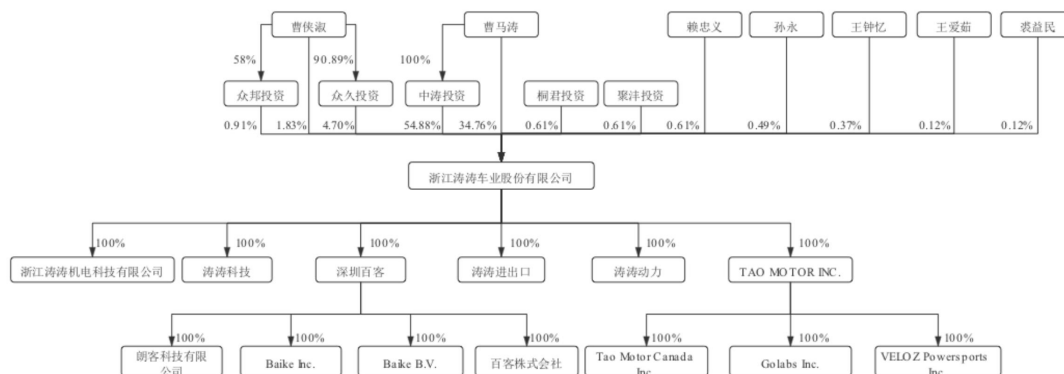 曹侠淑
曹马涛
赖忠义
孙永
王钟忆
王爱茹
裘益民
58%
90.89%
100%
众邦投资
众久投资
中涛投资
桐君投资
聚沣投资
0.91%
1.83%
4.70%
54.88%
34.76%
0.61%
0.61%
0.61%
0.49%
0.37%
0.12%
0.12%
浙江涛涛车业股份有限公司
100%
100%
100%
100%
100%
100%
浙江涛涛机电科技有限公司
涛涛科技
深圳百客
涛涛进出口
涛涛动力
TAO MOTOR INC.
100%
100%
100%
100%
100%
100%
100%
朗客科技有限
公司
Baike Inc.
Baike B.V.
百客株式会社
Tao Motor Canada
Inc.
Golabs Inc.
VELOZ Powersports
Inc.